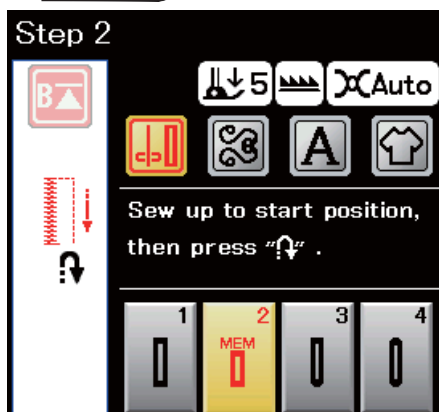 Step 2
B
5
Auto
A
Sew up to start position,
then press “ ” .
1 2 3 4
MEM